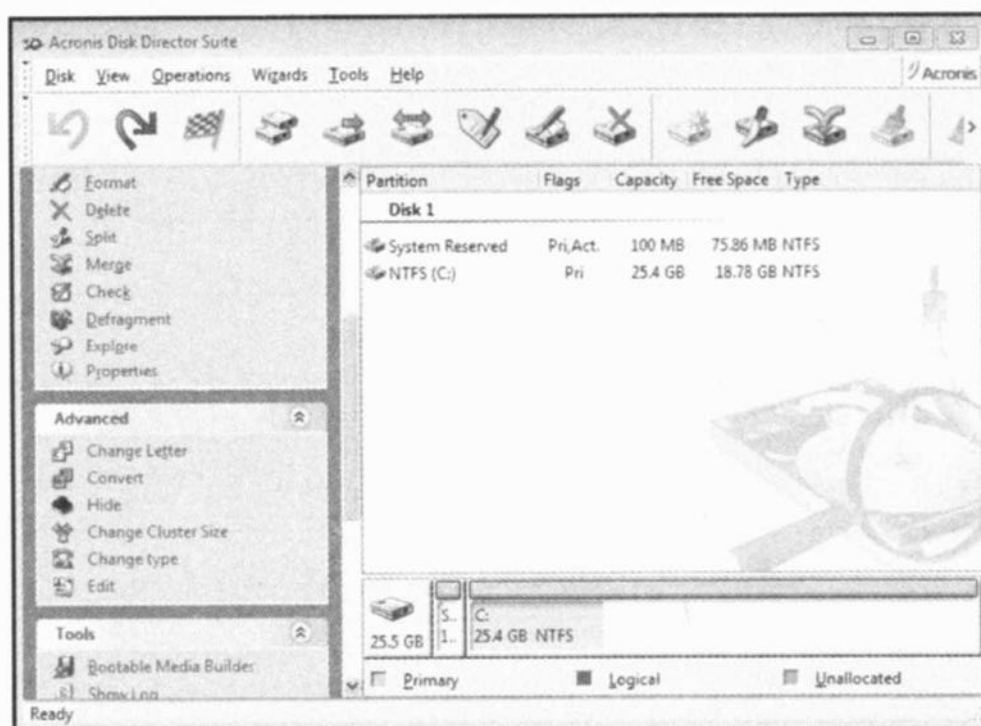 Acronis Disk Director Suite
Disk View Operations Wizards Tools Help
Acronis
Format
Delete
Split
Merge
Check
Defragment
Explore
Properties
Advanced
Change Letter
Convert
Hide
Change Cluster Size
Change type
Edit
Tools
Bootable Media Builder
Show Log
Partition Flags Capacity Free Space Type
Disk 1
System Reserved Pri,Act. 100 MB 75.86 MB NTFS
NTFS (C:) Pri 25.4 GB 18.78 GB NTFS
25.5 GB
S..
1..
C:
25.4 GB NTFS
Primary Logical Unallocated
Ready